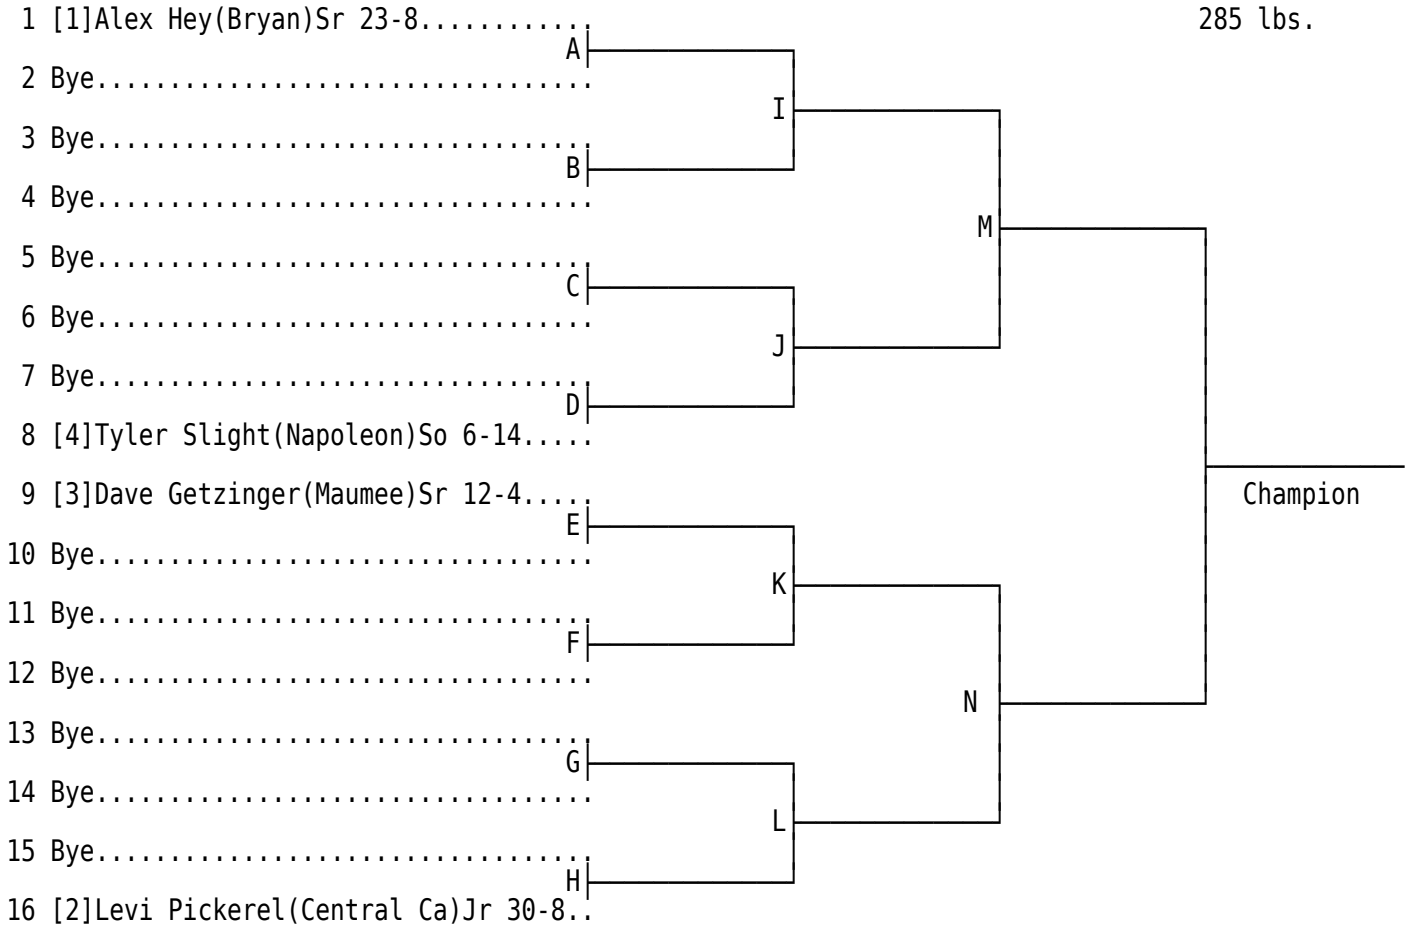 1 [1]Alex Hey(Bryan)Sr 23-8............ 285 lbs.
A
2 Bye..................................
I
3 Bye..................................
B
4 Bye..................................
M
5 Bye..................................
C
6 Bye..................................
J
7 Bye..................................
D
8 [4]Tyler Slight(Napoleon)So 6-14.....
9 [3]Dave Getzinger(Maumee)Sr 12-4..... Champion
E
10 Bye..................................
K
11 Bye..................................
F
12 Bye..................................
N
13 Bye..................................
G
14 Bye..................................
L
15 Bye..................................
H
16 [2]Levi Pickerel(Central Ca)Jr 30-8..